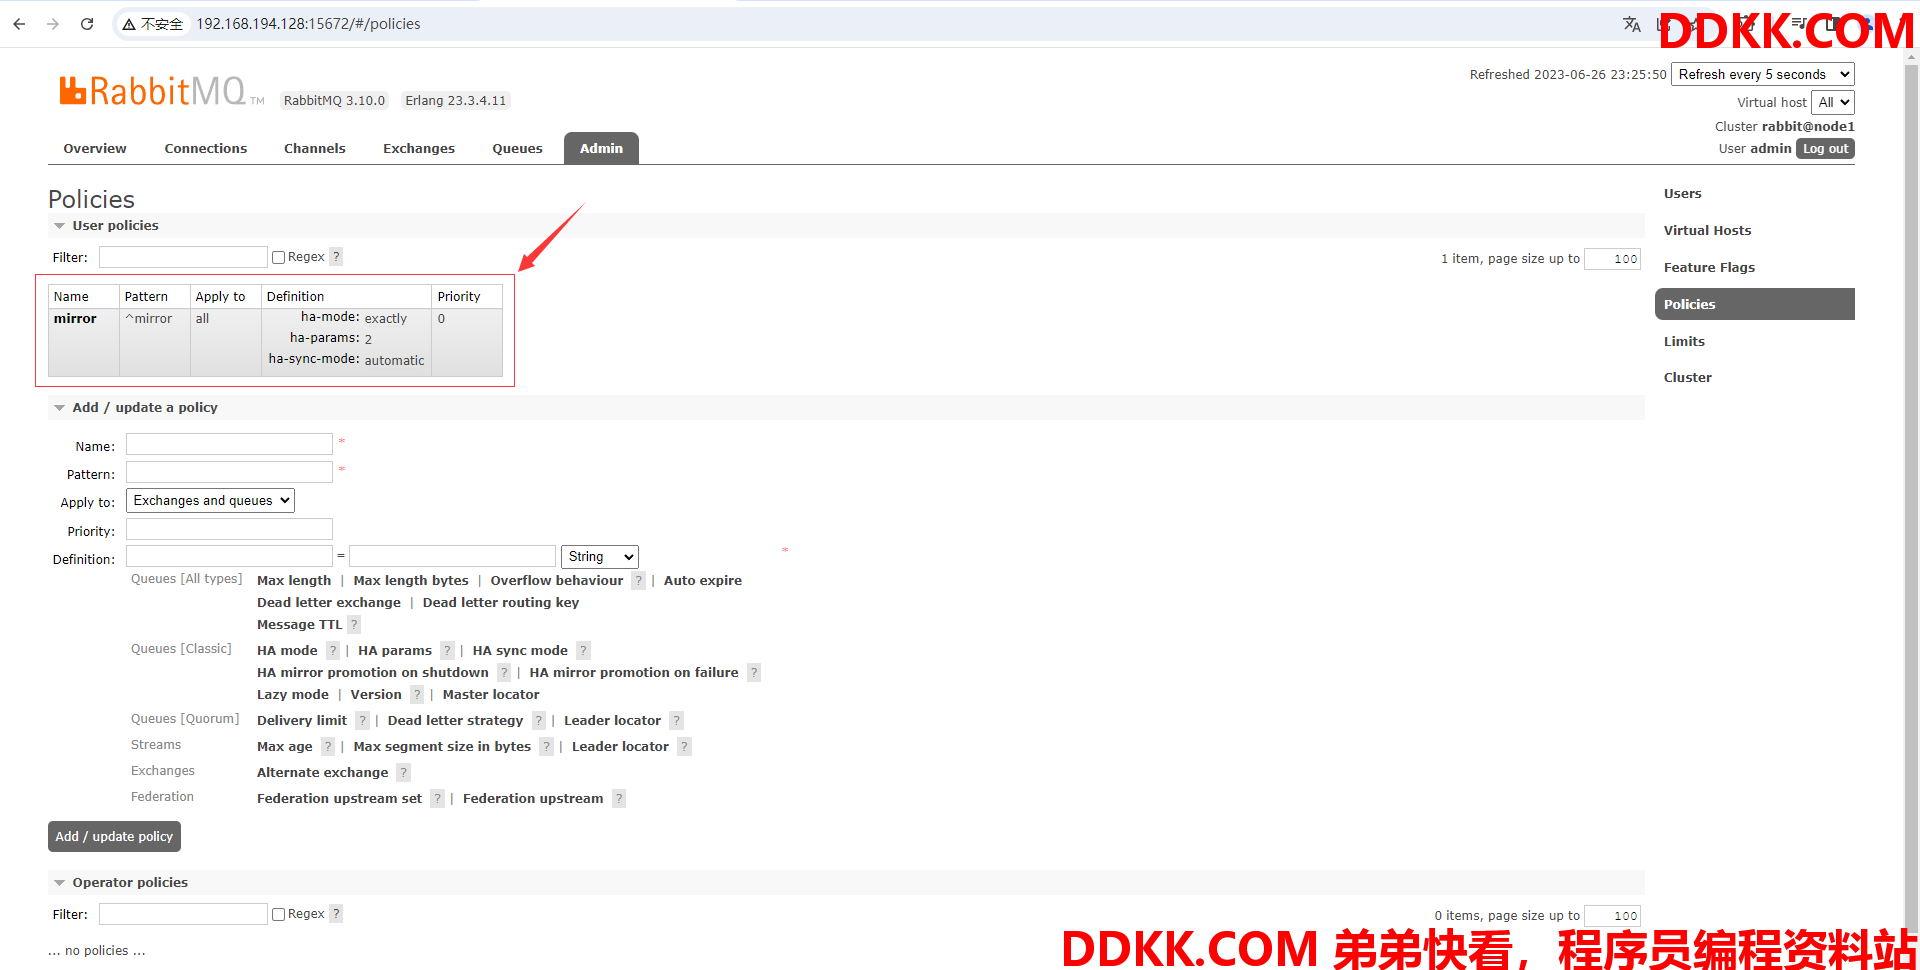 不安全 192.168.194.128:15672/#/policies
DDKK.COM
RabbitMQ TM RabbitMQ 3.10.0 Erlang 23.3.4.11
Refreshed 2023-06-26 23:25:50 Refresh every 5 seconds
Virtual host All
Cluster rabbit@node1
User admin Log out
Overview Connections Channels Exchanges Queues Admin
Policies
User policies
Filter: Regex ?
1 item, page size up to 100
Name Pattern Apply to Definition Priority
mirror ^mirror all ha-mode: exactly 0
ha-params: 2
ha-sync-mode: automatic
Users
Virtual Hosts
Feature Flags
Policies
Limits
Cluster
Add / update a policy
Name: *
Pattern: *
Apply to: Exchanges and queues
Priority:
Definition: = String *
Queues [All types] Max length | Max length bytes | Overflow behaviour ? | Auto expire
Dead letter exchange | Dead letter routing key
Message TTL ?
Queues [Classic] HA mode ? | HA params ? | HA sync mode ?
HA mirror promotion on shutdown ? | HA mirror promotion on failure ?
Lazy mode | Version ? | Master locator
Queues [Quorum] Delivery limit ? | Dead letter strategy ? | Leader locator ?
Streams Max age ? | Max segment size in bytes ? | Leader locator ?
Exchanges Alternate exchange ?
Federation Federation upstream set ? | Federation upstream ?
Add / update policy
Operator policies
Filter: Regex ?
0 items, page size up to 100
... no policies ...
DDKK.COM 弟弟快看，程序员编程资料站